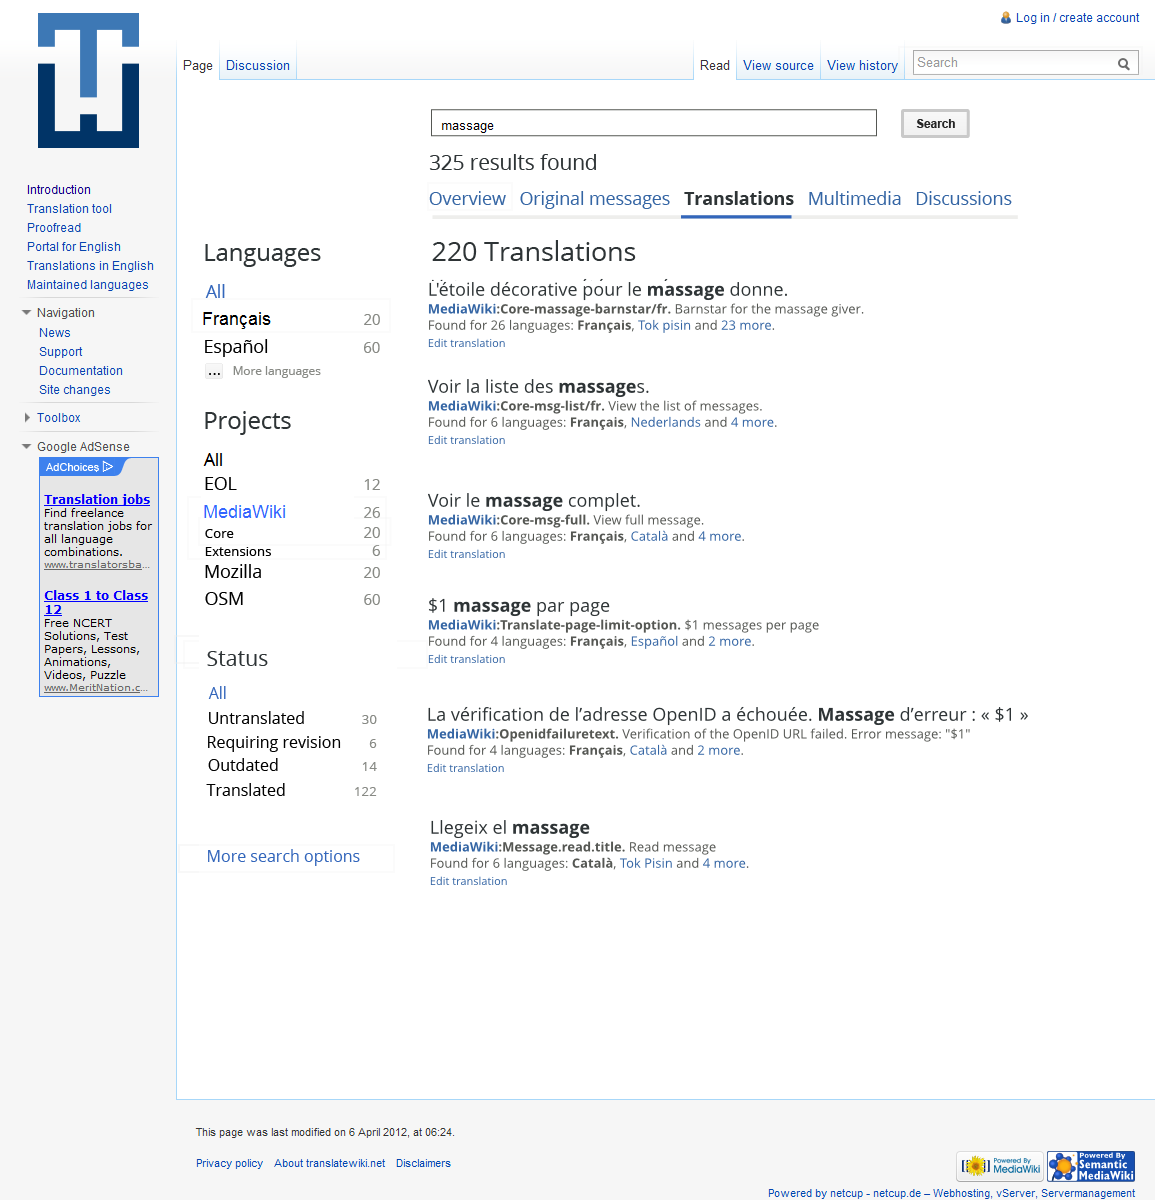 Log in / create account
Page
Discussion
Read
View source
View history
Search
massage
Search
325 results found
Overview
Original messages
Translations
Multimedia
Discussions
Introduction
Translation tool
Proofread
Portal for English
Translations in English
Maintained languages
Navigation
News
Support
Documentation
Site changes
Toolbox
Google AdSense
AdChoices
Translation jobs
Find freelance
translation jobs for
all language
combinations.
www.translatorsba...
Class 1 to Class
12
Free NCERT
Solutions, Test
Papers, Lessons,
Animations,
Videos, Puzzle
www.MeritNation.c...
Languages
All
Français 20
Español 60
... More languages
Projects
All
EOL 12
MediaWiki 26
Core 20
Extensions 6
Mozilla 20
OSM 60
Status
All
Untranslated 30
Requiring revision 6
Outdated 14
Translated 122
More search options
220 Translations
L'étoile décorative pour le massage donne.
MediaWiki:Core-massage-barnstar/fr. Barnstar for the massage giver.
Found for 26 languages: Français, Tok pisin and 23 more.
Edit translation
Voir la liste des massages.
MediaWiki:Core-msg-list/fr. View the list of messages.
Found for 6 languages: Français, Nederlands and 4 more.
Edit translation
Voir le massage complet.
MediaWiki:Core-msg-full. View full message.
Found for 6 languages: Français, Català and 4 more.
Edit translation
$1 massage par page
MediaWiki:Translate-page-limit-option. $1 messages per page
Found for 4 languages: Français, Español and 2 more.
Edit translation
La vérification de l’adresse OpenID a échouée. Massage d’erreur : « $1 »
MediaWiki:Openidfailuretext. Verification of the OpenID URL failed. Error message: "$1"
Found for 4 languages: Français, Català and 2 more.
Edit translation
Llegeix el massage
MediaWiki:Message.read.title. Read message
Found for 6 languages: Català, Tok Pisin and 4 more.
Edit translation
This page was last modified on 6 April 2012, at 06:24.
Privacy policy
About translatewiki.net
Disclaimers
Powered By
MediaWiki
Powered By
Semantic
MediaWiki
Powered by netcup - netcup.de – Webhosting, vServer, Servermanagement